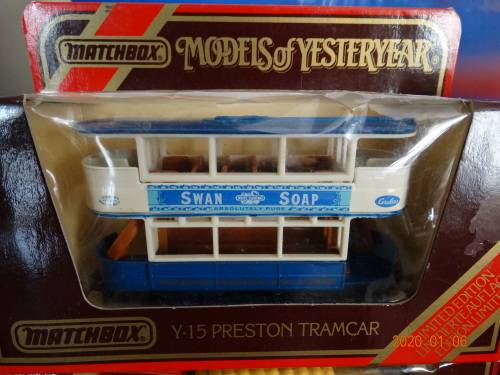 MATCHBOX
MODELS of YESTERYEAR
SWAN SOAP
ABSOLUTELY PURE
MATCHBOX
Y-15 PRESTON TRAMCAR
LIMITED EDITION
2020.01.06